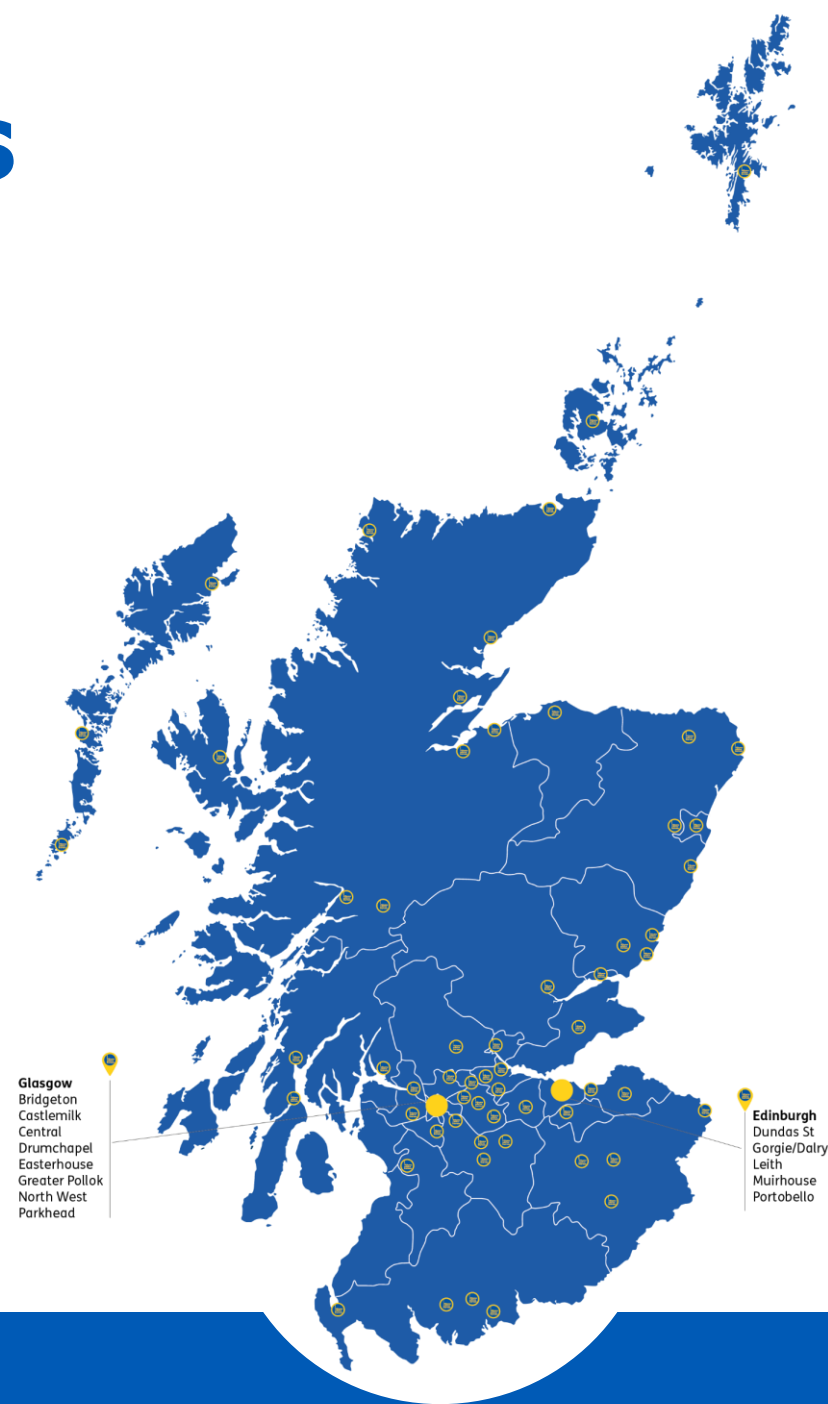 s
Glasgow
Bridgeton
Castlemilk
Central
Drumchapel
Easterhouse
Greater Pollok
North West
Parkhead
Edinburgh
Dundas St
Gorgie/Dalry
Leith
Muirhouse
Portobello